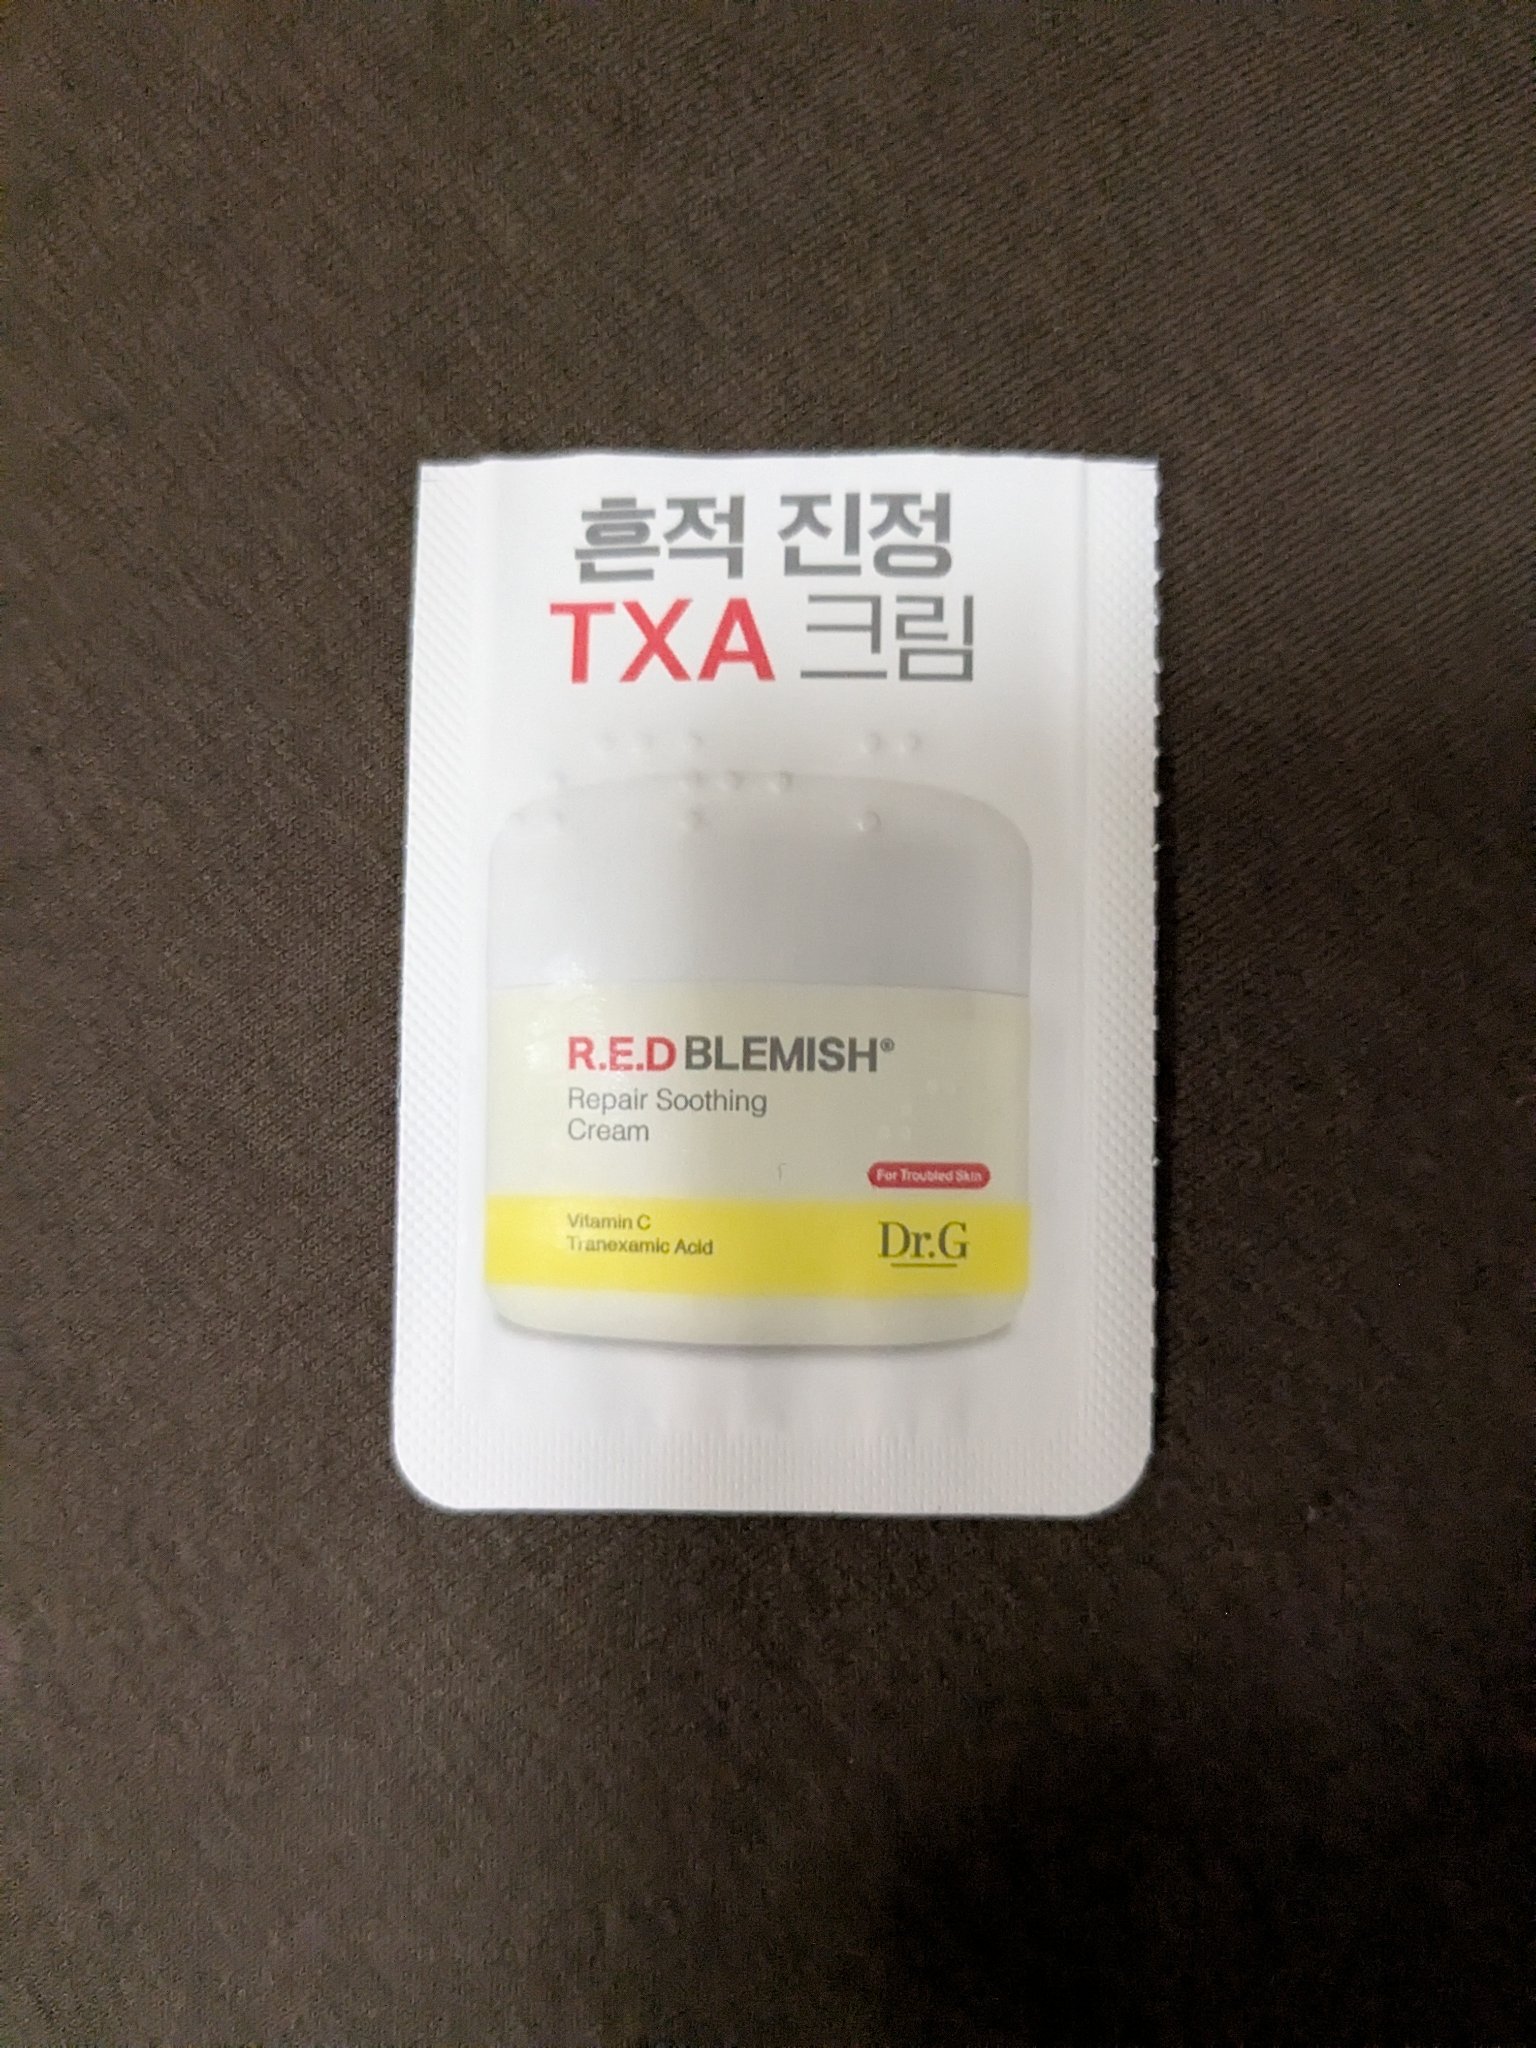 흔적 진정
TXA 크림
R.E.D BLEMISH®
Repair Soothing
Cream
For Troubled Skin
Vitamin C
Tranexamic Acid
Dr.G